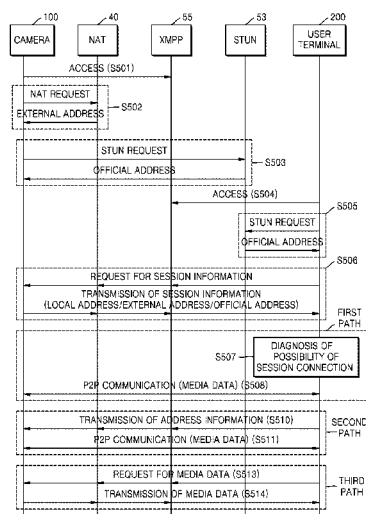 100
40
55
53
200
CAMERA
NAT
XMPP
STUN
USER
TERMINAL
ACCESS (S501)
NAT REQUEST
S502
EXTERNAL ADDRESS
STUN REQUEST
S503
OFFICIAL ADDRESS
ACCESS (S504)
S505
STUN REQUEST
OFFICIAL ADDRESS
S506
REQUEST FOR SESSION INFORMATION
TRANSMISSION OF SESSION INFORMATION
(LOCAL ADDRESS/EXTERNAL ADDRESS/OFFICIAL ADDRESS)
FIRST
PATH
S507
DIAGNOSIS OF
POSSIBILITY OF
SESSION CONNECTION
P2P COMMUNICATION (MEDIA DATA) (S508)
TRANSMISSION OF ADDRESS INFORMATION (S510)
SECOND
PATH
P2P COMMUNICATION (MEDIA DATA) (S511)
REQUEST FOR MEDIA DATA (S513)
THIRD
PATH
TRANSMISSION OF MEDIA DATA (S514)